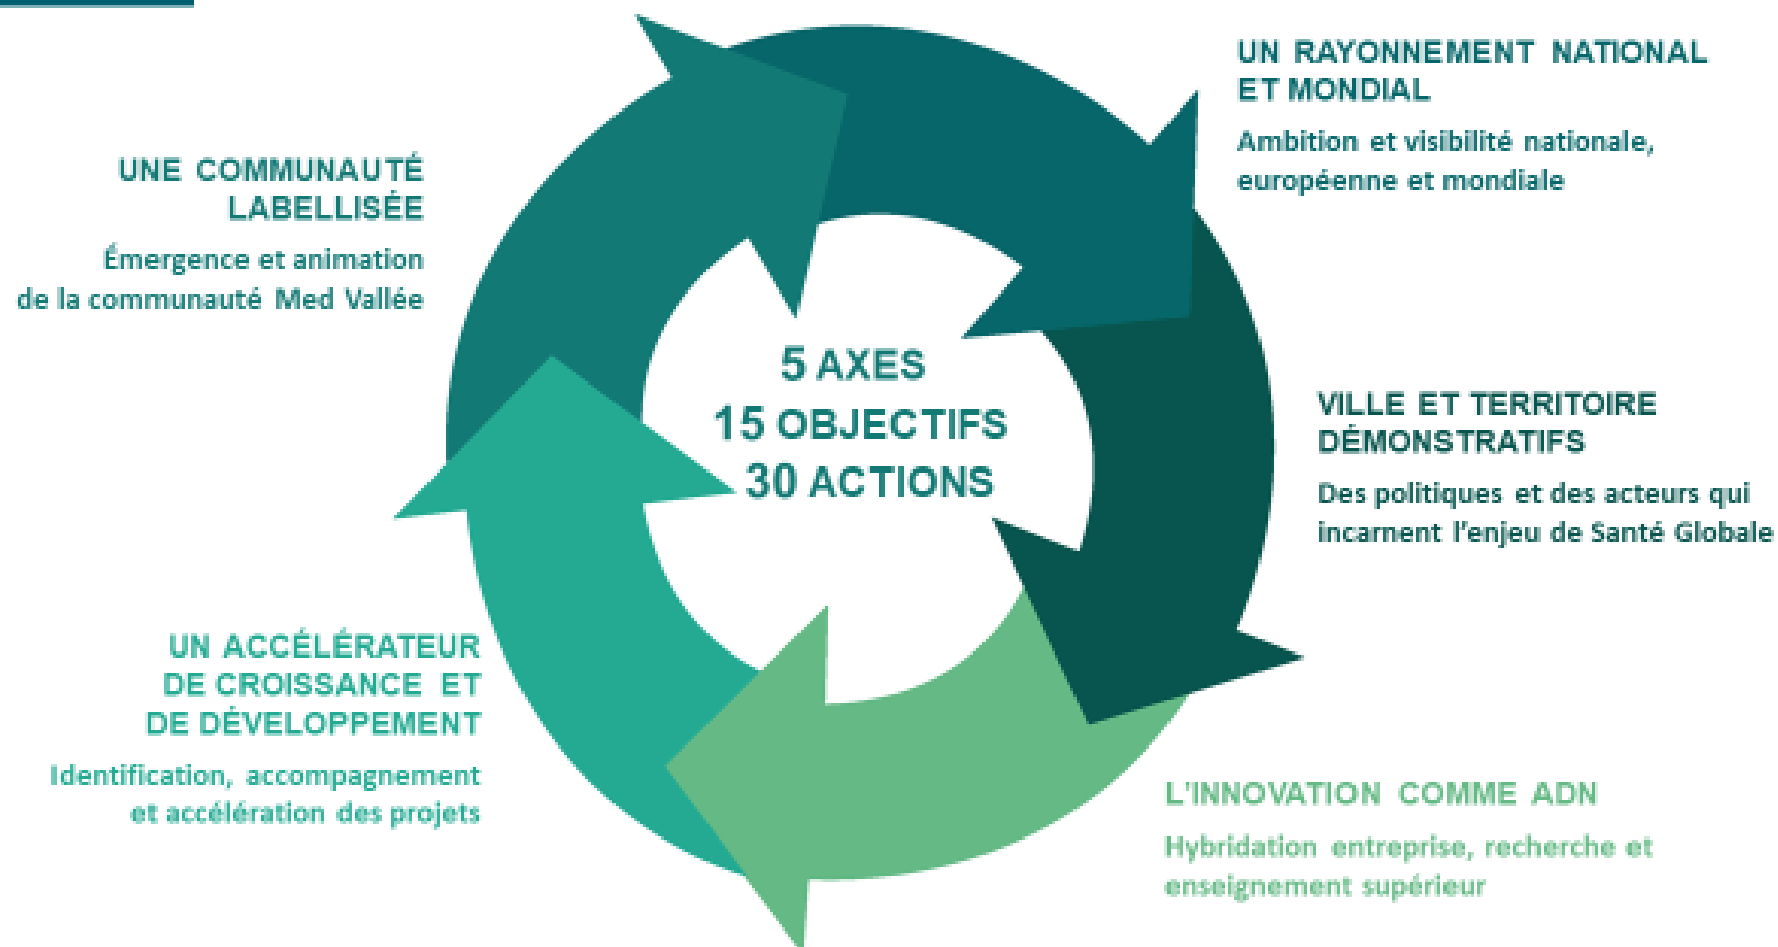 UN RAYONNEMENT NATIONAL
ET MONDIAL
Ambition et visibilité nationale,
européenne et mondiale
UNE COMMUNAUTÉ
LABELLISÉE
Émergence et animation
de la communauté Med Vallée
5 AXES
15 OBJECTIFS
30 ACTIONS
VILLE ET TERRITOIRE
DÉMONSTRATIFS
Des politiques et des acteurs qui
incarnent l'enjeu de Santé Globale
UN ACCÉLÉRATEUR
DE CROISSANCE ET
DE DÉVELOPPEMENT
Identification, accompagnement
et accélération des projets
L'INNOVATION COMME ADN
Hybridation entreprise, recherche et
enseignement supérieur